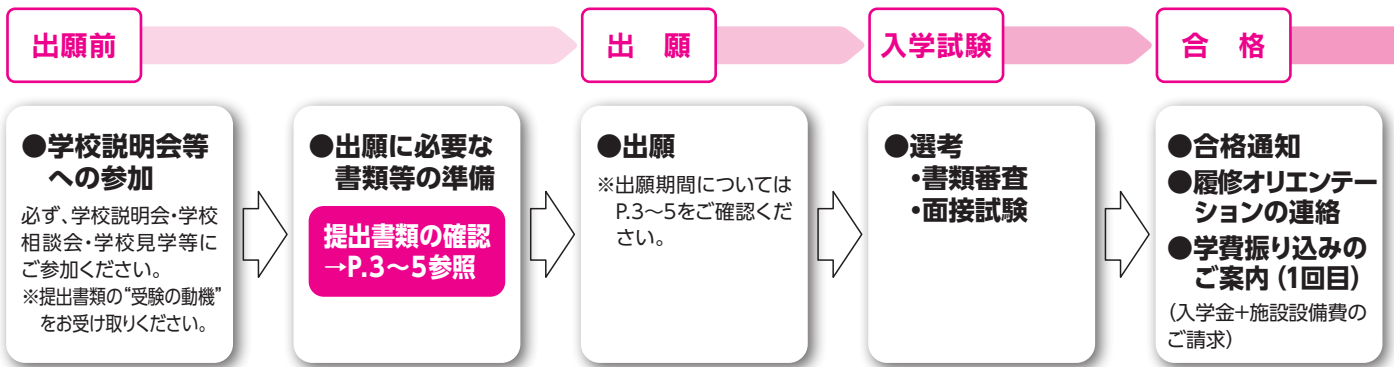 出願前
出　願
入学試験
合　格
●学校説明会等
への参加
必ず、学校説明会・学校
相談会・学校見学等に
ご参加ください。
※提出書類の“受験の動機”
をお受け取りください。
●出願に必要な
書類等の準備
提出書類の確認
→P.3～5参照
●出願
※出願期間については
P.3～5をご確認くだ
さい。
●選考
・書類審査
・面接試験
●合格通知
●履修オリエンテー
ションの連絡
●学費振り込みの
ご案内（1回目）
（入学金+施設設備費の
ご請求）